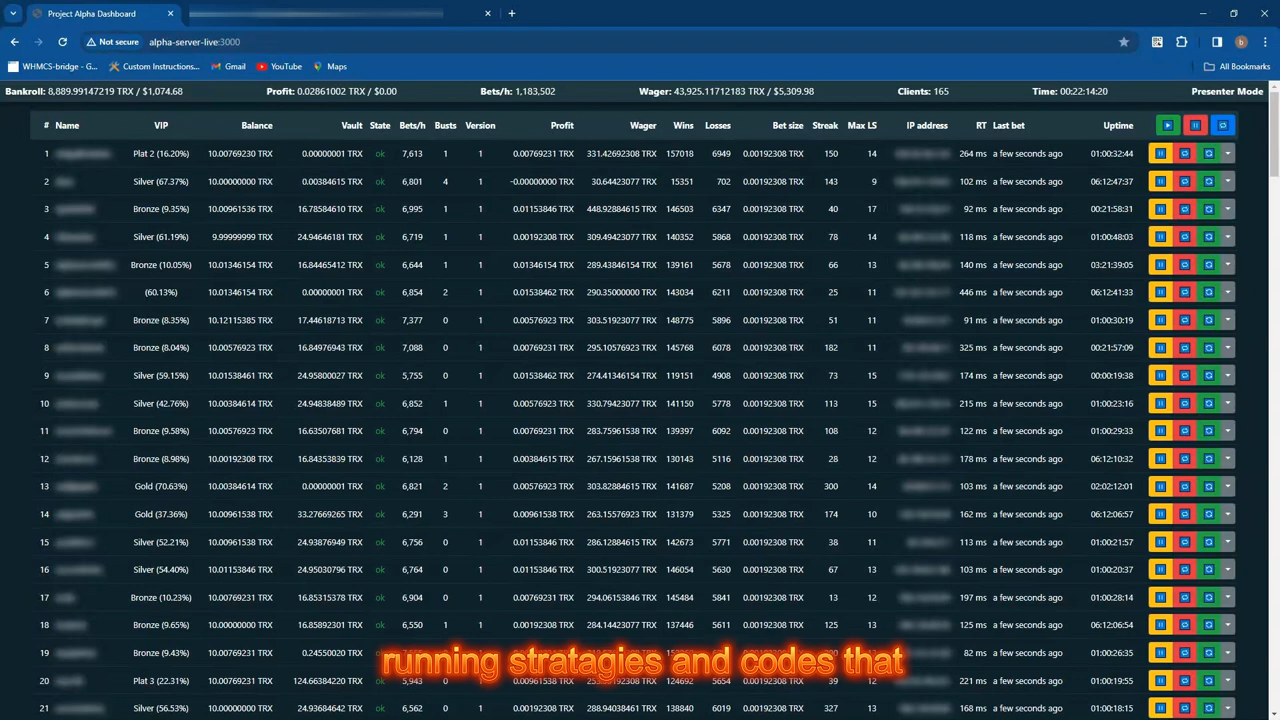 Project Alpha Dashboard
Not secure alpha-server-live:3000
WHMCS-bridge - G... Custom Instructions... Gmail YouTube Maps All Bookmarks
Bankroll: 8,889.99147219 TRX / $1,074.68 Profit: 0.02861002 TRX / $0.00 Bets/h: 1,183,502 Wager: 43,925.11712183 TRX / $5,309.98 Clients: 165 Time: 00:22:14:20 Presenter Mode
# Name VIP Balance Vault State Bets/h Busts Version Profit Wager Wins Losses Bet size Streak Max LS IP address RT Last bet Uptime
1 Plat 2 (16.20%) 10.00769230 TRX 0.00000001 TRX ok 7,613 1 1 231 TRX 331.42692308 TRX 157018 6949 0.00192308 TRX 150 14 264 ms a few seconds ago 01:00:32:44
2 Silver (67.37%) 10.00000000 TRX 0.00384615 TRX ok 6,801 4 1 0000 TRX 30.64423077 TRX 15351 702 0.00192308 TRX 143 9 102 ms a few seconds ago 06:12:47:37
3 Bronze (9.35%) 10.00961536 TRX 16.78584610 TRX ok 6,995 1 1 0.01153846 TRX 448.92884615 TRX 146503 6347 0.00192308 TRX 40 17 92 ms a few seconds ago 00:21:58:31
4 Silver (61.19%) 9.99999999 TRX 24.94646181 TRX ok 6,719 1 1 TRX 309.49423077 TRX 140352 6098 0.00192308 TRX 78 14 118 ms a few seconds ago 01:00:48:03
5 Bronze (10.05%) 10.01346154 TRX 16.84465412 TRX ok 6,644 1 1 0.01346154 TRX 289.43846154 TRX 139161 5678 0.00192308 TRX 66 13 140 ms a few seconds ago 03:21:39:05
6 (60.13%) 10.01346154 TRX 0.00000001 TRX ok 6,854 2 1 0.01346154 TRX 290.35000000 TRX 143034 6211 0.00192308 TRX 25 11 446 ms a few seconds ago 06:12:41:33
7 Bronze (8.35%) 10.12115385 TRX 17.44618713 TRX ok 7,377 0 1 0.00769231 TRX 303.51923077 TRX 148775 5896 0.00192308 TRX 51 11 91 ms a few seconds ago 01:00:30:19
8 Bronze (8.04%) 10.00576923 TRX 16.84976943 TRX ok 7,088 0 1 0.00769231 TRX 295.10576923 TRX 145768 6078 0.00192308 TRX 182 11 325 ms a few seconds ago 00:21:57:09
9 Silver (59.15%) 10.01538461 TRX 24.95800027 TRX ok 5,755 0 1 0.01538462 TRX 274.41346154 TRX 119151 4908 0.00192308 TRX 73 15 174 ms a few seconds ago 00:00:19:38
10 Silver (42.76%) 10.00384614 TRX 24.94838489 TRX ok 6,852 1 1 0.00576923 TRX 330.79423077 TRX 141150 5778 0.00192308 TRX 113 15 215 ms a few seconds ago 01:00:23:16
11 Bronze (9.58%) 10.00576923 TRX 16.63507681 TRX ok 6,794 0 1 0.00769231 TRX 283.75961538 TRX 139397 6092 0.00192308 TRX 108 12 122 ms a few seconds ago 01:00:29:33
12 Bronze (8.98%) 10.00192308 TRX 16.84353839 TRX ok 6,128 1 1 0.00384615 TRX 267.15961538 TRX 130143 5661 0.00192308 TRX 28 12 178 ms a few seconds ago 06:12:10:32
13 Gold (70.63%) 10.00384614 TRX 0.00000001 TRX ok 6,821 2 1 0.00576923 TRX 303.82884615 TRX 141687 5208 0.00192308 TRX 300 14 103 ms a few seconds ago 02:02:12:01
14 Gold (37.36%) 10.00961538 TRX 33.27669265 TRX ok 6,291 0 1 0.00961538 TRX 263.15576923 TRX 131379 5325 0.00192308 TRX 174 10 162 ms a few seconds ago 06:12:06:57
15 Silver (52.21%) 10.00961538 TRX 24.93876949 TRX ok 6,756 0 1 0.01153846 TRX 286.12884615 TRX 142673 5771 0.00192308 TRX 38 11 113 ms a few seconds ago 01:00:21:57
16 Silver (54.40%) 10.01153846 TRX 24.95030796 TRX ok 6,764 0 1 0.01153846 TRX 300.51923077 TRX 141162 5630 0.00192308 TRX 67 13 115 ms a few seconds ago 01:00:20:37
17 Bronze (10.23%) 10.00769231 TRX 16.85315378 TRX ok 6,904 0 1 0.00769231 TRX 294.06153846 TRX 145484 5841 0.00192308 TRX 13 12 197 ms a few seconds ago 01:00:28:14
18 Bronze (9.65%) 10.00000000 TRX 16.85892301 TRX ok 6,550 1 1 0.00192308 TRX 284.14423077 TRX 137446 5611 0.00192308 TRX 125 13 125 ms a few seconds ago 01:00:29:14
19 Bronze (9.43%) 0.24550020 TRX ok 1 82 ms a few seconds ago 01:00:26:35
running stratagies and codes that
20 Plat 3 (22.31%) 124.66384220 TRX ok 5,943 TRX 124692 5654 39 12 221 ms a few seconds ago 01:00:19:55
21 Silver (56.53%) 10.00000000 TRX 24.93684641 TRX ok 6,562 0 1 0.00192308 TRX 288.94038461 TRX 138840 6019 0.00192308 TRX 327 13 168 ms a few seconds ago 01:00:18:15